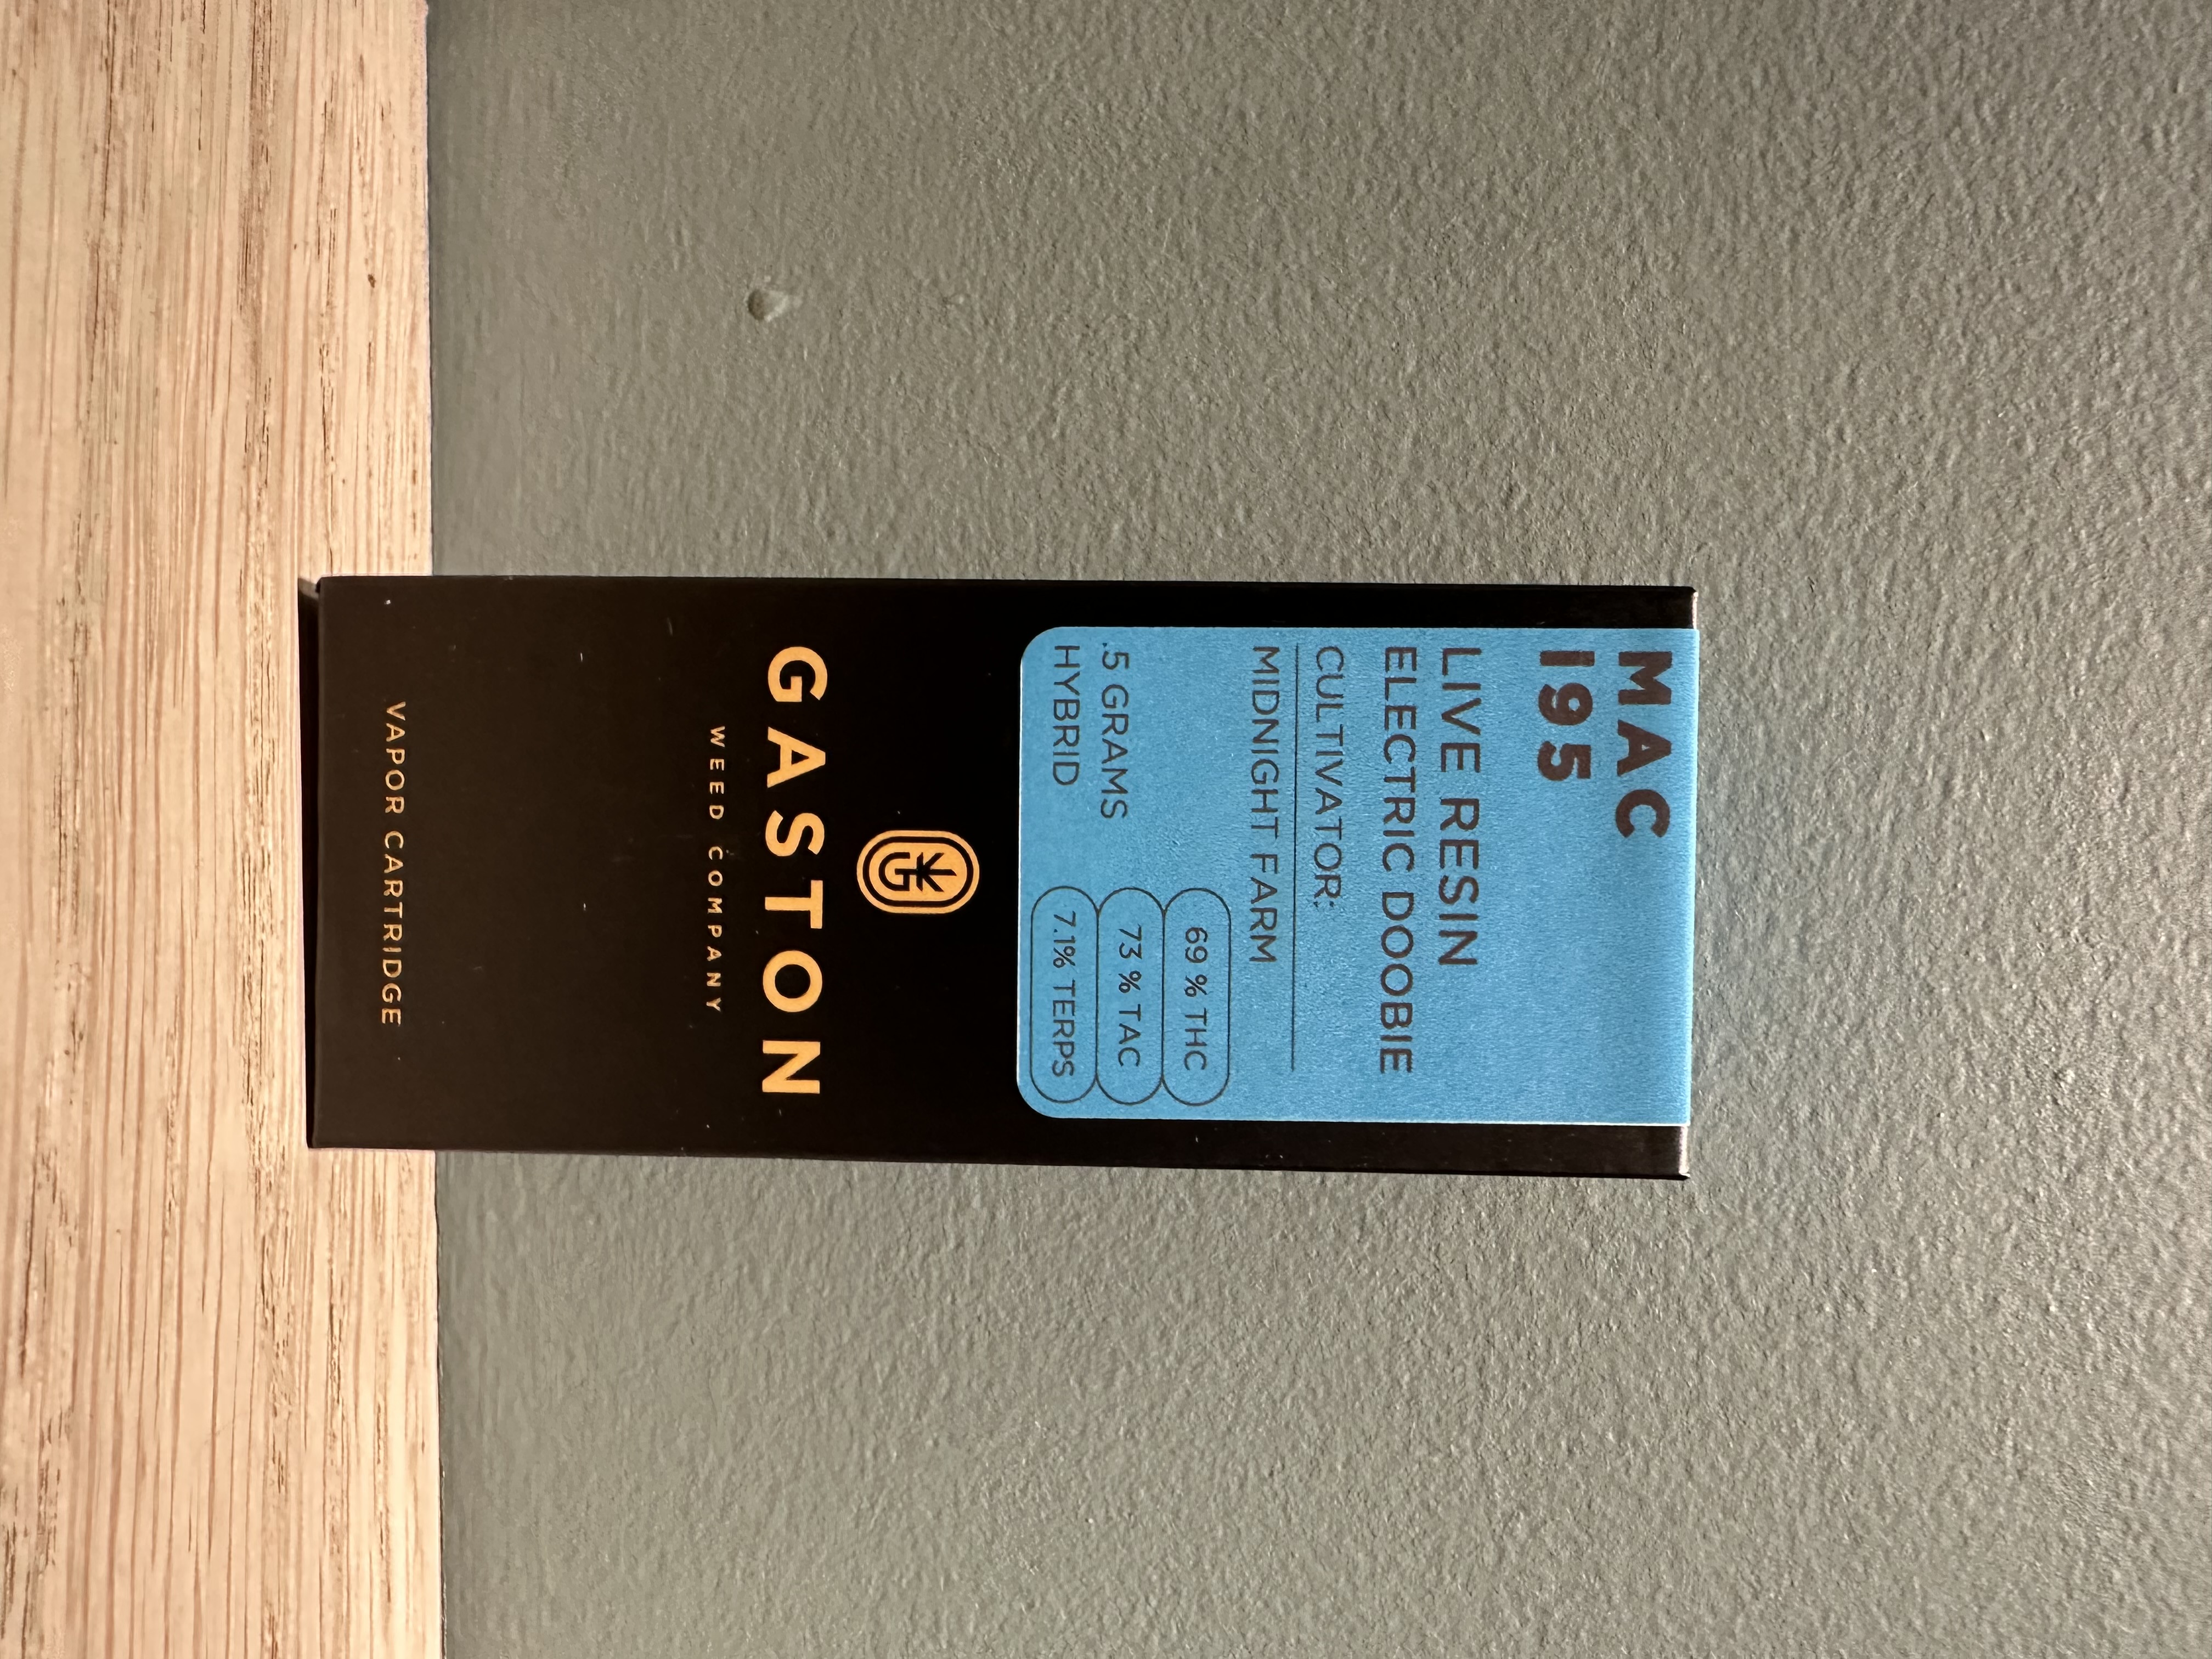 MAC
195
LIVE RESIN
ELECTRIC DOOBIE
CULTIVATOR:
MIDNIGHT FARM
69 % THC
.5 GRAMS
73 % TAC
HYBRID
7.1% TERPS
GASTON
WEED COMPANY
VAPOR CARTRIDGE